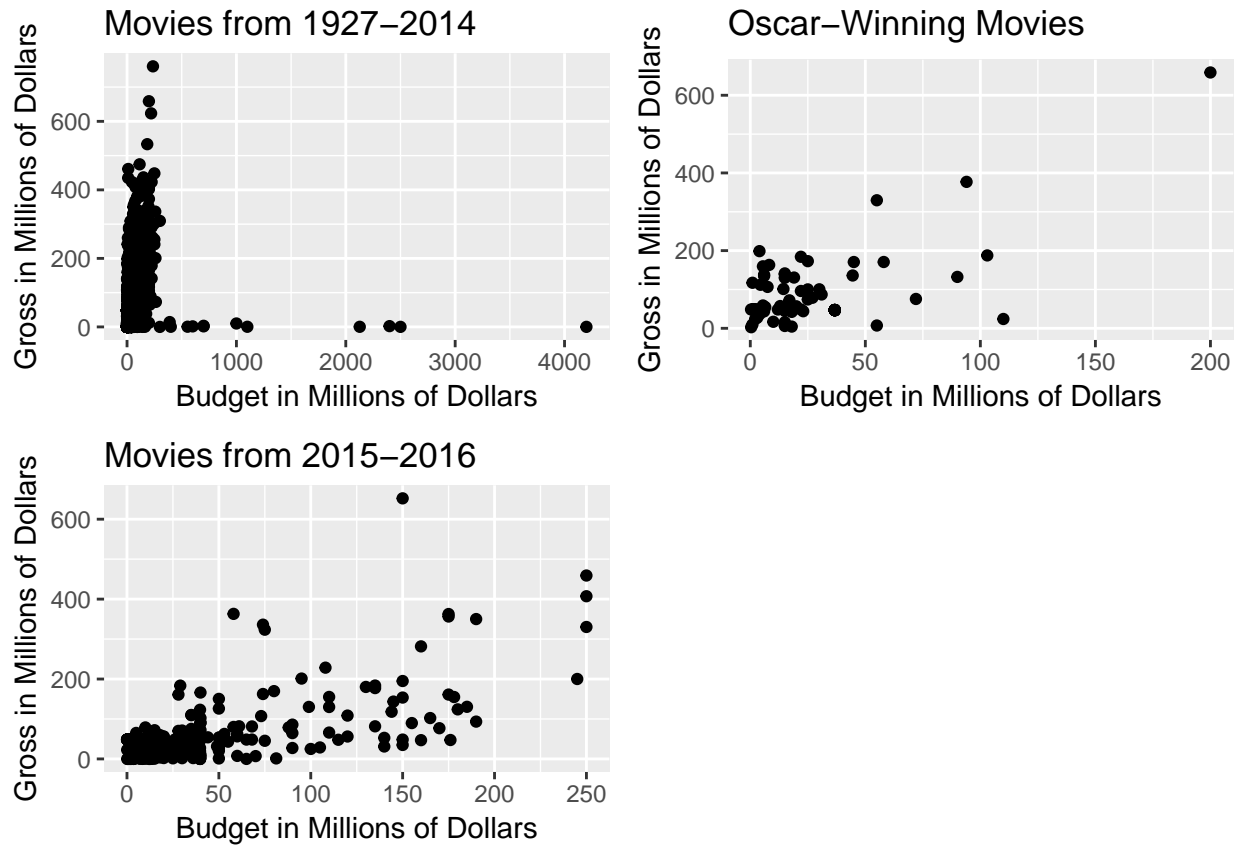 Movies from 1927–2014
Gross in Millions of Dollars
600
400
200
0
0 1000 2000 3000 4000
Budget in Millions of Dollars
Oscar–Winning Movies
Gross in Millions of Dollars
600
400
200
0
0 50 100 150 200
Budget in Millions of Dollars
Movies from 2015–2016
Gross in Millions of Dollars
600
400
200
0
0 50 100 150 200 250
Budget in Millions of Dollars